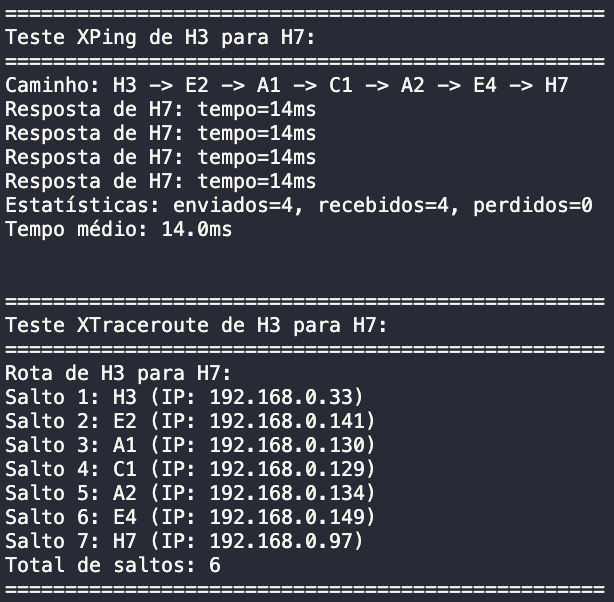 ==================================================
Teste XPing de H3 para H7:
==================================================
Caminho: H3 -> E2 -> A1 -> C1 -> A2 -> E4 -> H7
Resposta de H7: tempo=14ms
Resposta de H7: tempo=14ms
Resposta de H7: tempo=14ms
Resposta de H7: tempo=14ms
Estatísticas: enviados=4, recebidos=4, perdidos=0
Tempo médio: 14.0ms
==================================================
Teste XTraceroute de H3 para H7:
==================================================
Rota de H3 para H7:
Salto 1: H3 (IP: 192.168.0.33)
Salto 2: E2 (IP: 192.168.0.141)
Salto 3: A1 (IP: 192.168.0.130)
Salto 4: C1 (IP: 192.168.0.129)
Salto 5: A2 (IP: 192.168.0.134)
Salto 6: E4 (IP: 192.168.0.149)
Salto 7: H7 (IP: 192.168.0.97)
Total de saltos: 6
==================================================